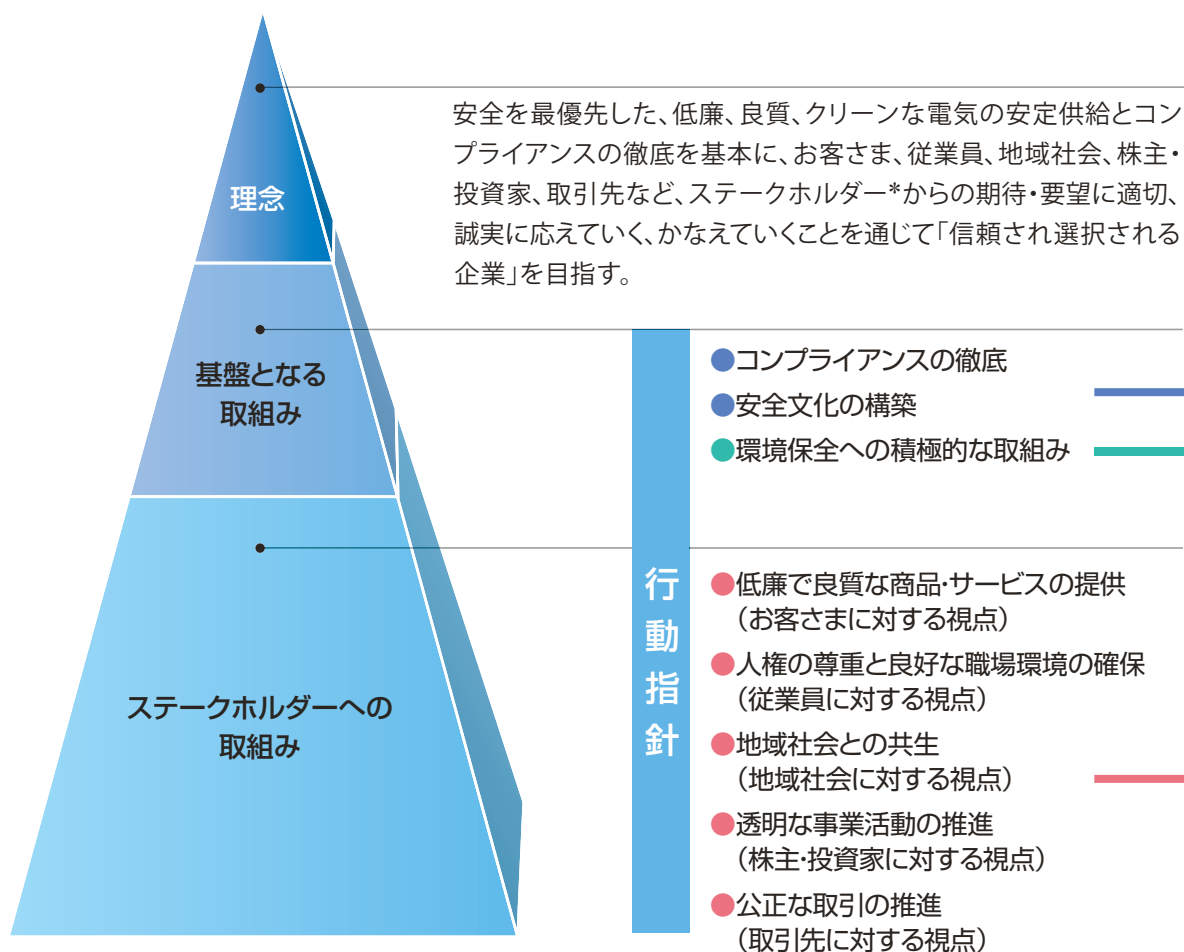 安全を最優先した、低廉、良質、クリーンな電気の安定供給とコン
プライアンスの徹底を基本に、お客さま、従業員、地域社会、株主・
投資家、取引先など、ステークホルダー*からの期待・要望に適切、
誠実に応えていく、かなえていくことを通じて「信頼され選択される
企業」を目指す。
理念
基盤となる
取組み
ステークホルダーへの
取組み
行動指針
●コンプライアンスの徹底
●安全文化の構築
●環境保全への積極的な取組み
●低廉で良質な商品・サービスの提供
（お客さまに対する視点）
●人権の尊重と良好な職場環境の確保
（従業員に対する視点）
●地域社会との共生
（地域社会に対する視点）
●透明な事業活動の推進
（株主・投資家に対する視点）
●公正な取引の推進
（取引先に対する視点）